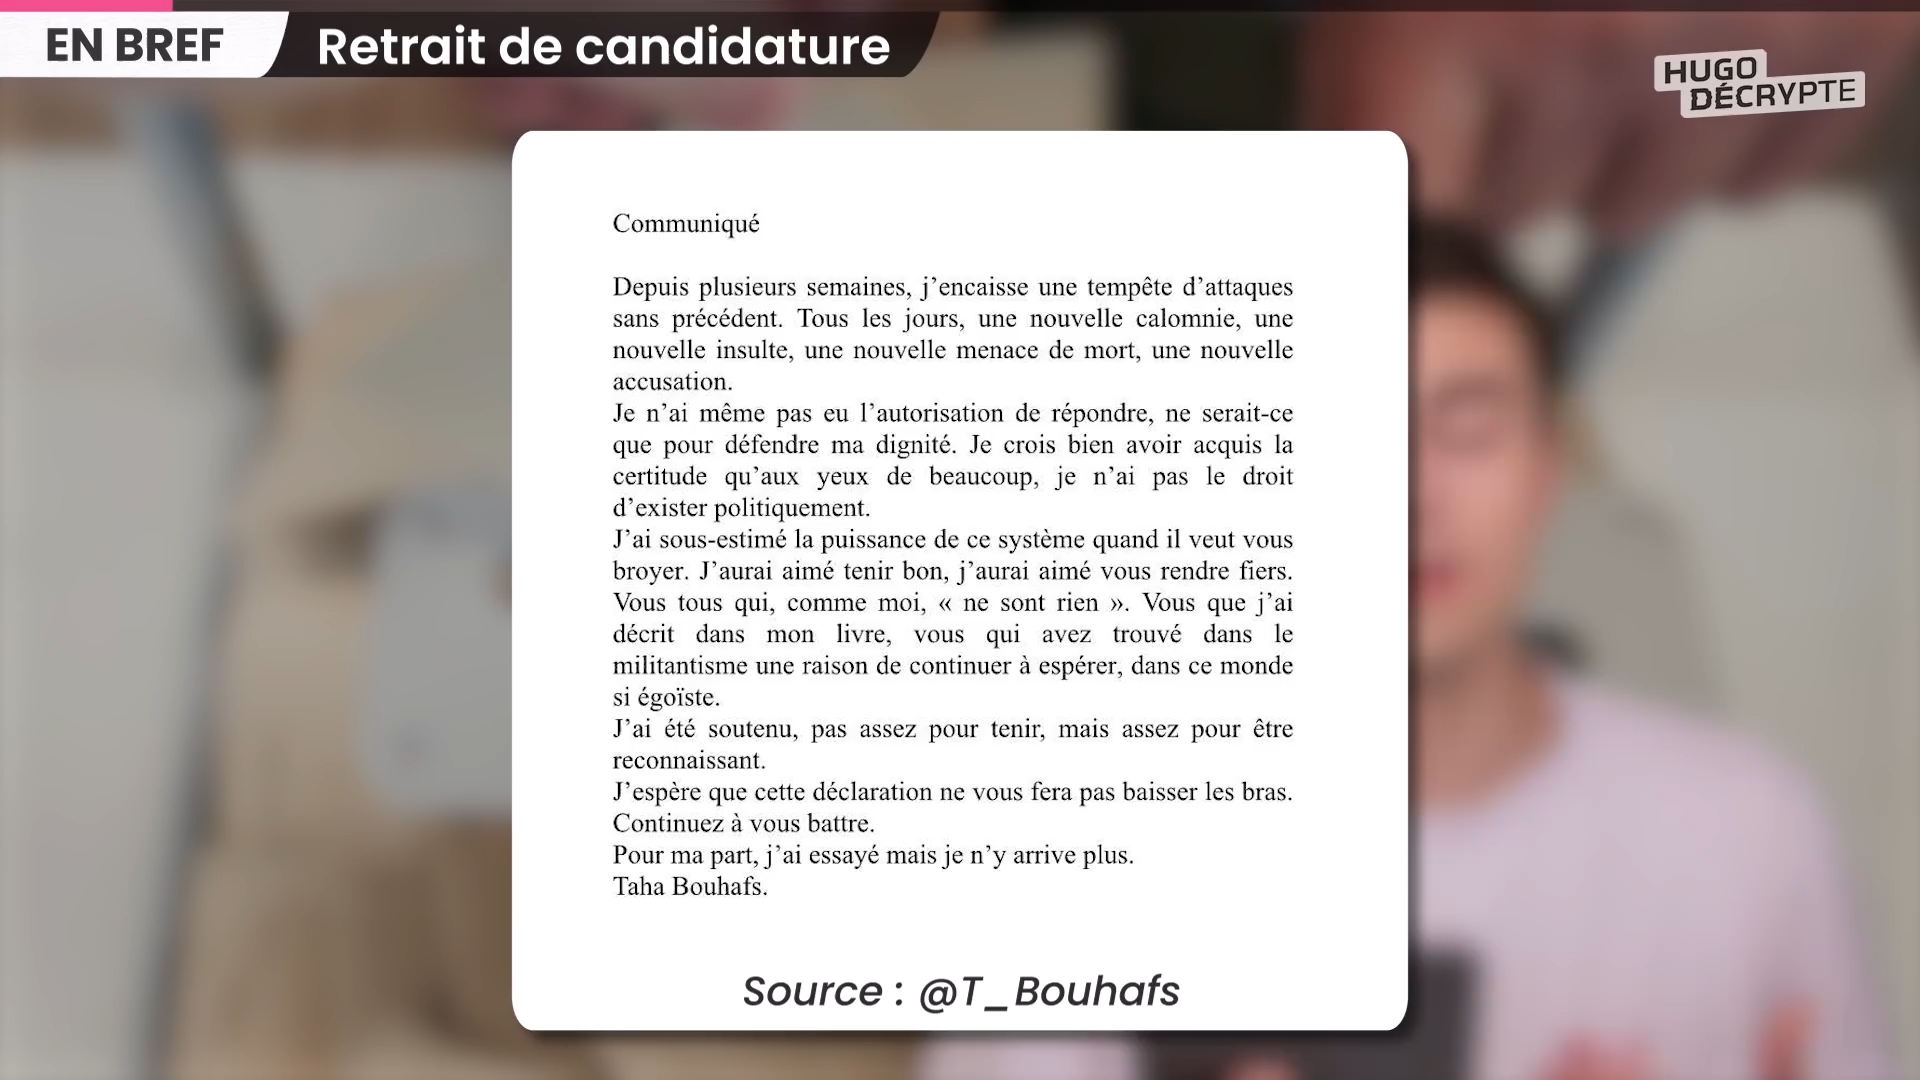 EN BREF
Retrait de candidature
HUGO
DÉCRYPTE
Communiqué
Depuis plusieurs semaines, j’encaisse une tempête d’attaques
sans précédent. Tous les jours, une nouvelle calomnie, une
nouvelle insulte, une nouvelle menace de mort, une nouvelle
accusation.
Je n’ai même pas eu l’autorisation de répondre, ne serait-ce
que pour défendre ma dignité. Je crois bien avoir acquis la
certitude qu’aux yeux de beaucoup, je n’ai pas le droit
d’exister politiquement.
J’ai sous-estimé la puissance de ce système quand il veut vous
broyer. J’aurai aimé tenir bon, j’aurai aimé vous rendre fiers.
Vous tous qui, comme moi, « ne sont rien ». Vous que j’ai
décrit dans mon livre, vous qui avez trouvé dans le
militantisme une raison de continuer à espérer, dans ce monde
si égoïste.
J’ai été soutenu, pas assez pour tenir, mais assez pour être
reconnaissant.
J’espère que cette déclaration ne vous fera pas baisser les bras.
Continuez à vous battre.
Pour ma part, j’ai essayé mais je n’y arrive plus.
Taha Bouhafs.
Source : @T_Bouhafs